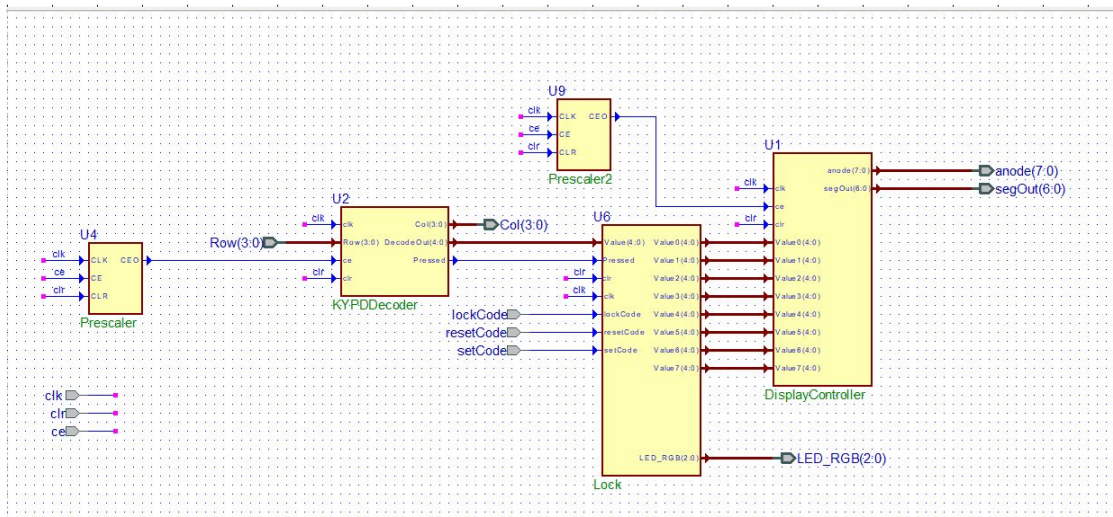 U9
clk
CLK CEO
ce
CE
clr
CLR
Prescaler2
U1
clk
clk
anode(7:0)
anode(7:0)
segOut(6:0)
segOut(6:0)
ce
clr
clr
Value0(4:0)
Value1(4:0)
Value2(4:0)
Value3(4:0)
Value4(4:0)
Value5(4:0)
Value6(4:0)
Value7(4:0)
DisplayController
U2
clk
clk
Col(3:0)
Col(3:0)
Row(3:0)
Row(3:0)
DecodeOut(4:0)
ce
Pressed
clr
clr
KYPDDecoder
U4
clk
CLK CEO
ce
CE
clr
CLR
Prescaler
U6
Value(4:0) Value0(4:0)
Pressed Value1(4:0)
clr
clr Value2(4:0)
clk
clk Value3(4:0)
lockCode
lockCode Value4(4:0)
resetCode
resetCode Value5(4:0)
setCode
setCode Value6(4:0)
Value7(4:0)
LED_RGB(2:0)
LED_RGB(2:0)
Lock
clk
clr
ce